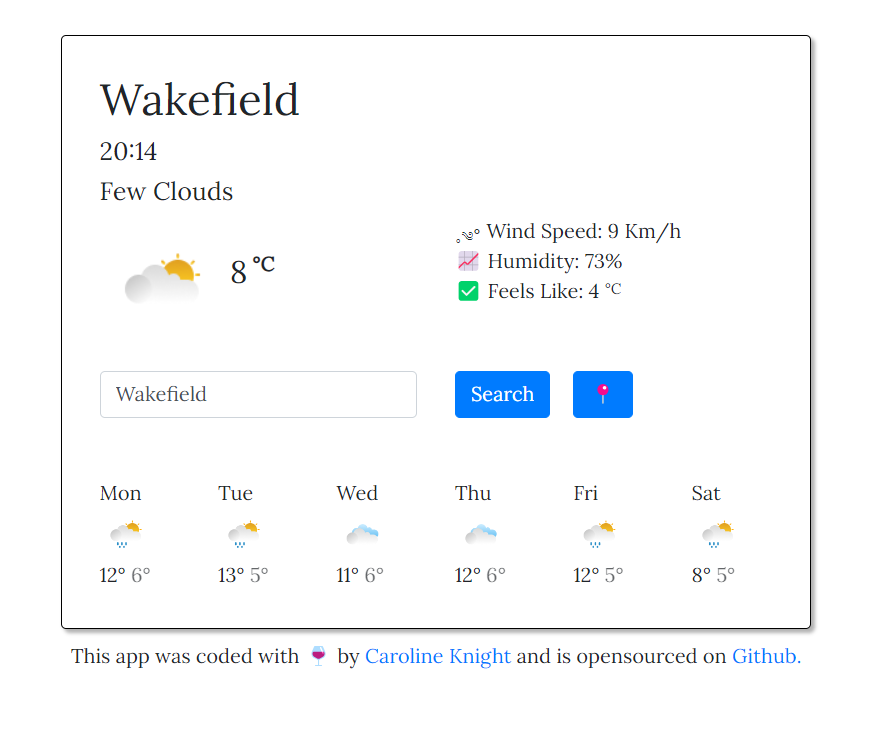 Wakefield
20:14
Few Clouds
8 °C
Wind Speed: 9 Km/h
Humidity: 73%
Feels Like: 4 °C
Wakefield
Search
Mon Tue Wed Thu Fri Sat
12° 6° 13° 5° 11° 6° 12° 6° 12° 5° 8° 5°
This app was coded with 🍷 by Caroline Knight and is opensourced on Github.